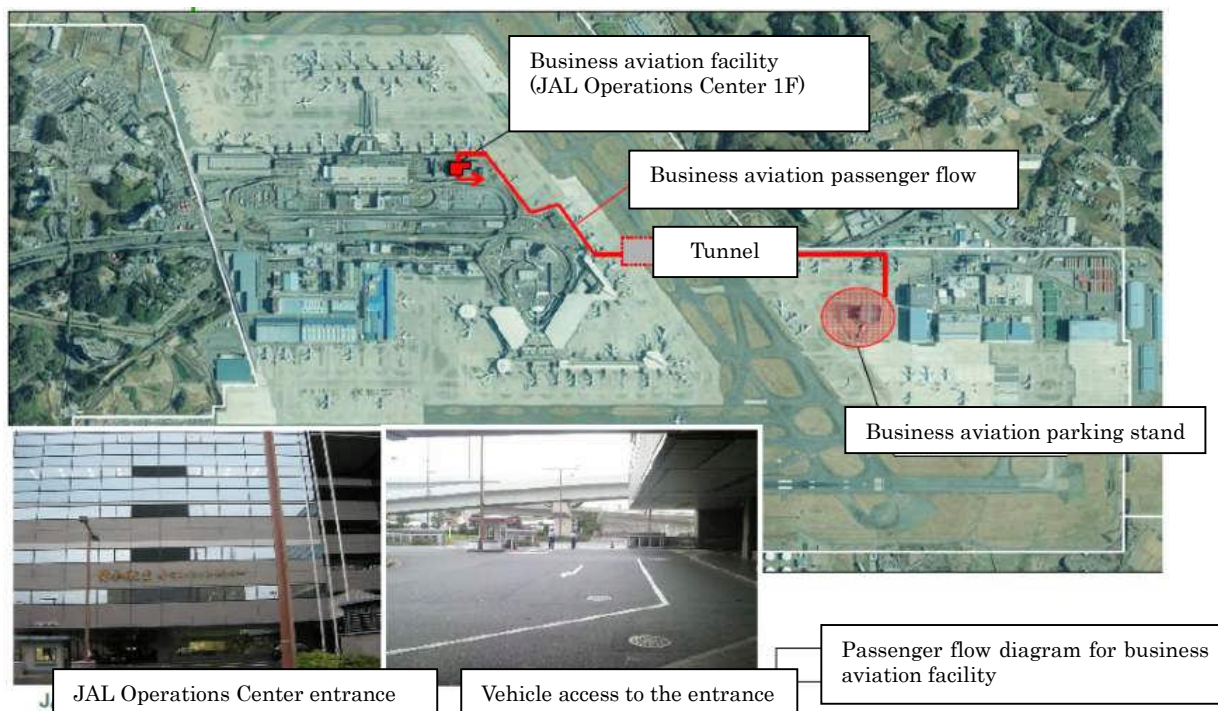 Business aviation facility
(JAL Operations Center 1F)
Business aviation passenger flow
Tunnel
Business aviation parking stand
JAL Operations Center entrance
Vehicle access to the entrance
Passenger flow diagram for business
aviation facility